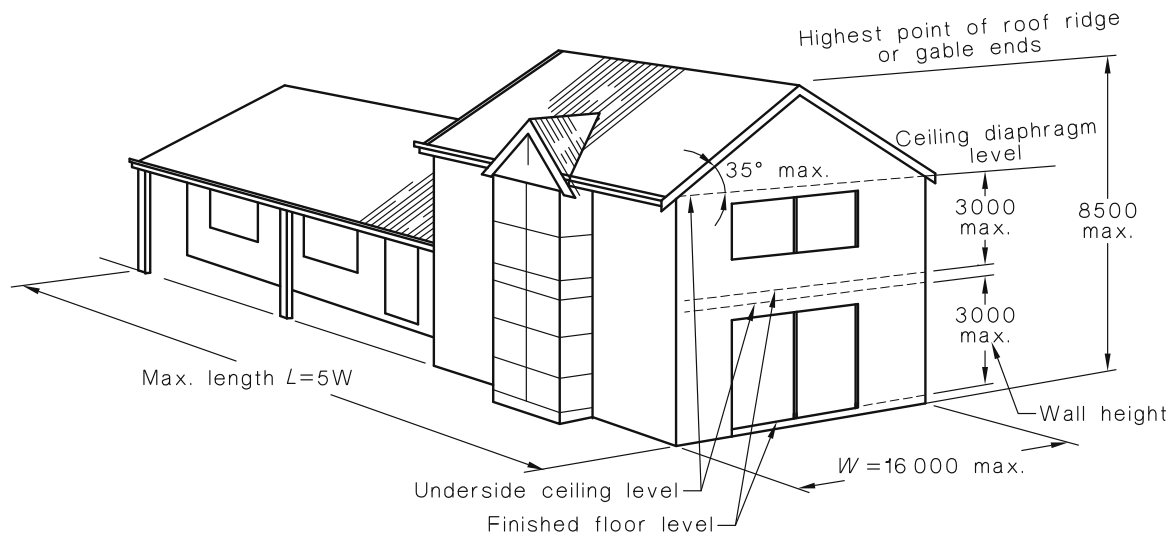 Highest point of roof ridge
or gable ends
Ceiling diaphragm
level
35° max.
3000
max.
8500
max.
3000
max.
Max. length L=5W
Wall height
W =16 000 max.
Underside ceiling level
Finished floor level